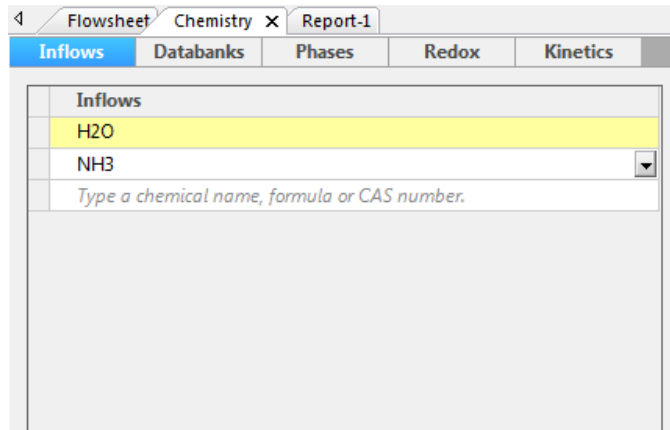 Flowsheet Chemistry Report-1
Inflows Databanks Phases Redox Kinetics
Inflows
H2O
NH3
Type a chemical name, formula or CAS number.